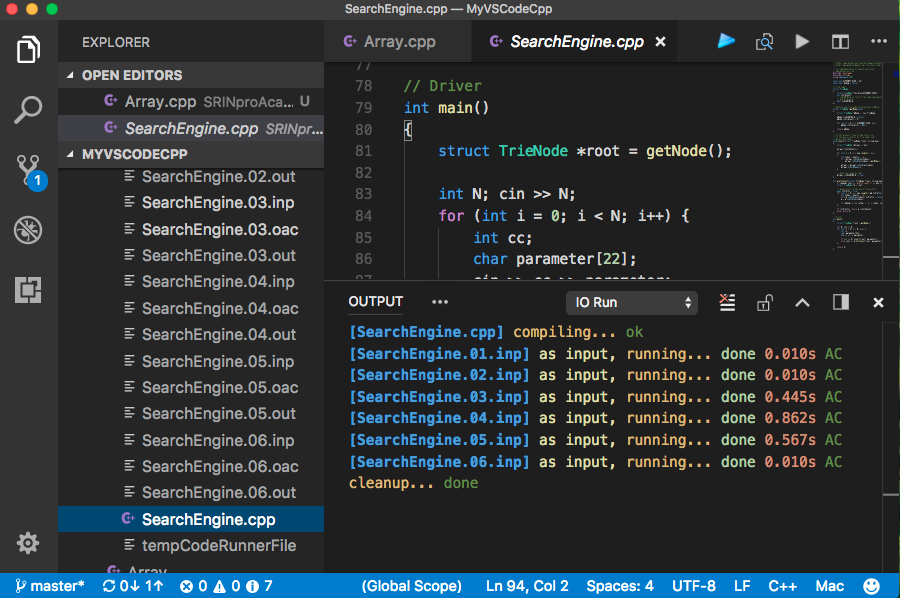 SearchEngine.cpp — MyVSCodeCpp
EXPLORER
OPEN EDITORS
Array.cpp SRINproAca... U
SearchEngine.cpp SRINpr...
MYVSCODECPP
SearchEngine.02.out
SearchEngine.03.inp
SearchEngine.03.oac
SearchEngine.03.out
SearchEngine.04.inp
SearchEngine.04.oac
SearchEngine.04.out
SearchEngine.05.inp
SearchEngine.05.oac
SearchEngine.05.out
SearchEngine.06.inp
SearchEngine.06.oac
SearchEngine.06.out
SearchEngine.cpp
tempCodeRunnerFile
Array
1
Array.cpp
SearchEngine.cpp
77
78 // Driver
79 int main()
80 {
81 struct TrieNode *root = getNode();
82
83 int N; cin >> N;
84 for (int i = 0; i < N; i++) {
85 int cc;
86 char parameter[22];
87 cin >> cc >> parameter;
OUTPUT
IO Run
[SearchEngine.cpp] compiling... ok
[SearchEngine.01.inp] as input, running... done 0.010s AC
[SearchEngine.02.inp] as input, running... done 0.010s AC
[SearchEngine.03.inp] as input, running... done 0.445s AC
[SearchEngine.04.inp] as input, running... done 0.862s AC
[SearchEngine.05.inp] as input, running... done 0.567s AC
[SearchEngine.06.inp] as input, running... done 0.010s AC
cleanup... done
master* 0↓ 1↑ 0 0 7 (Global Scope) Ln 94, Col 2 Spaces: 4 UTF-8 LF C++ Mac